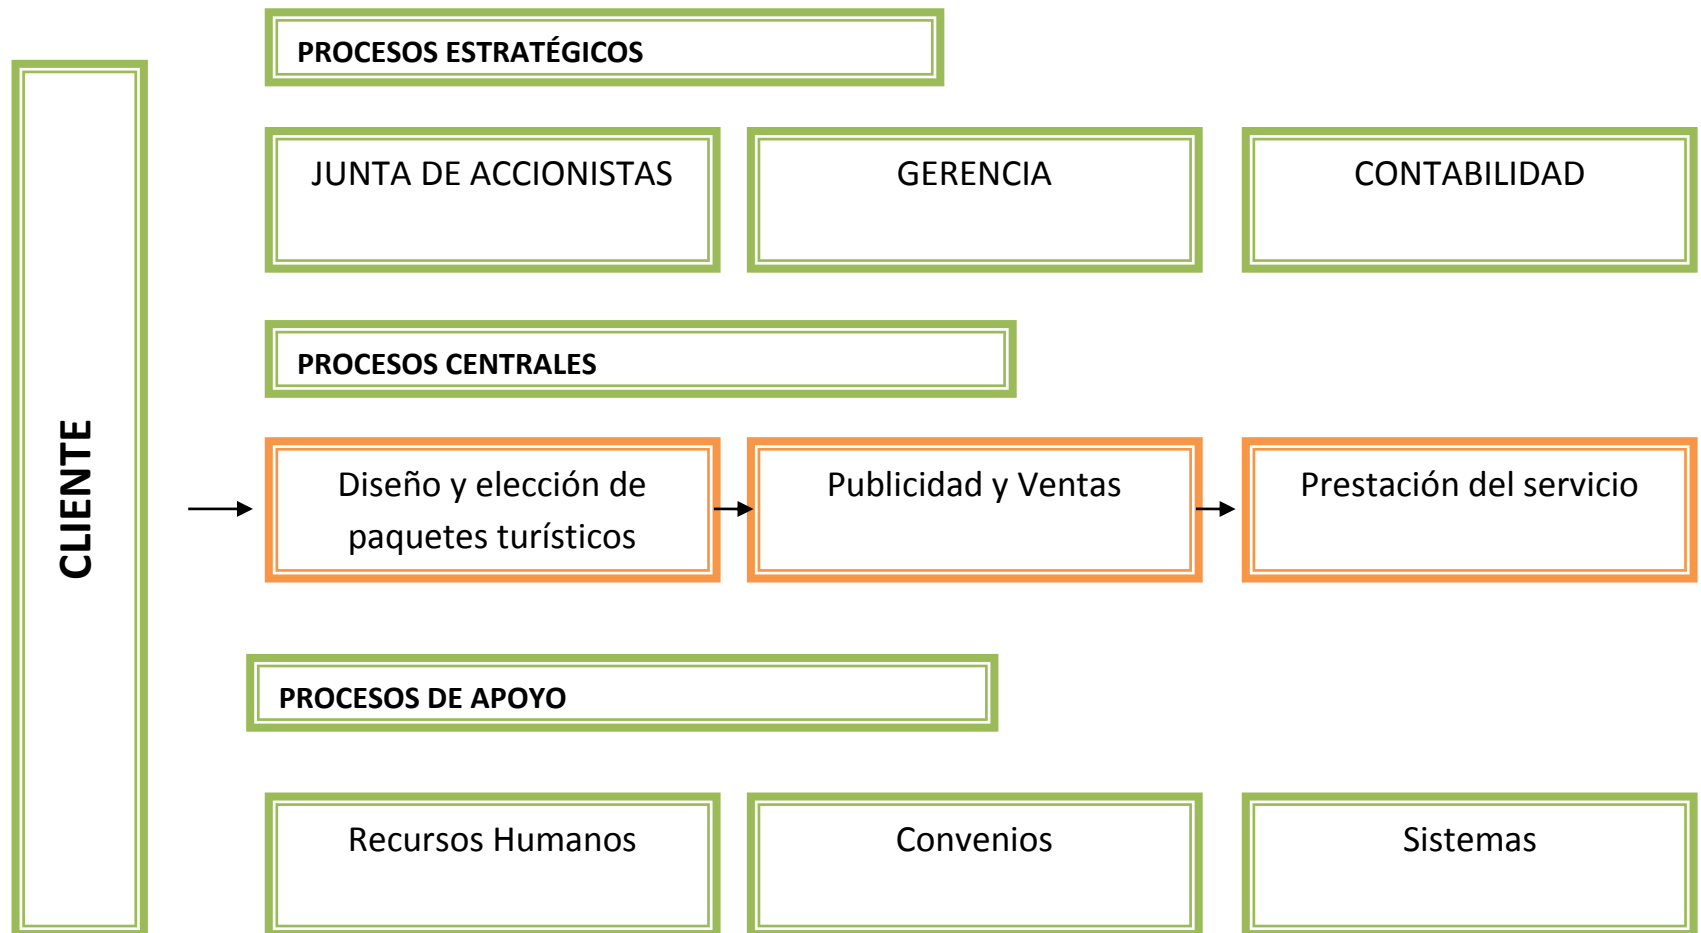 PROCESOS ESTRATÉGICOS
JUNTA DE ACCIONISTAS
GERENCIA
CONTABILIDAD
PROCESOS CENTRALES
CLIENTE
Diseño y elección de
paquetes turísticos
Publicidad y Ventas
Prestación del servicio
PROCESOS DE APOYO
Recursos Humanos
Convenios
Sistemas